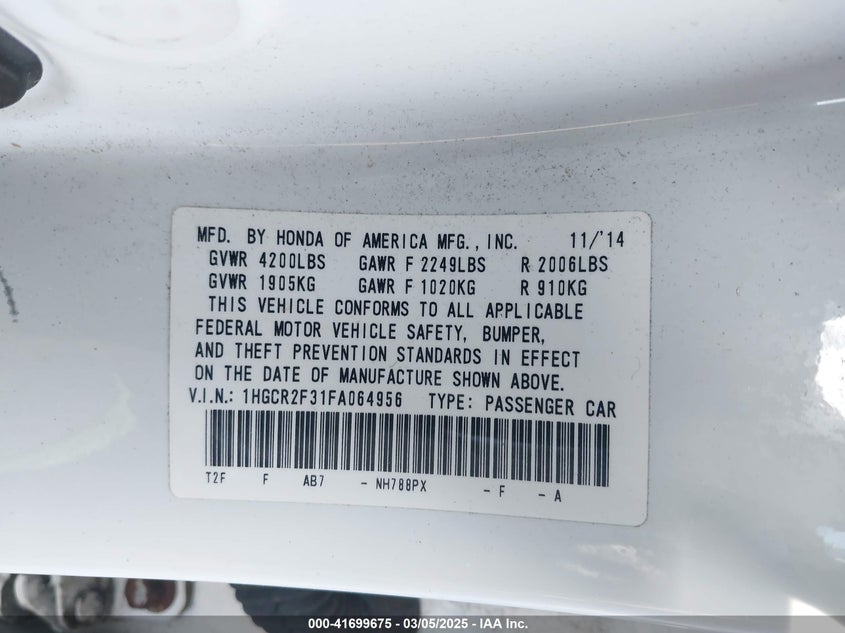 MFD. BY HONDA OF AMERICA MFG., INC. 11/'14
GVWR 4200LBS GAWR F 2249LBS R 2006LBS
GVWR 1905KG GAWR F 1020KG R 910KG
THIS VEHICLE CONFORMS TO ALL APPLICABLE
FEDERAL MOTOR VEHICLE SAFETY, BUMPER,
AND THEFT PREVENTION STANDARDS IN EFFECT
ON THE DATE OF MANUFACTURE SHOWN ABOVE.
V.I.N.: 1HGCR2F31FA064956 TYPE: PASSENGER CAR
T2F F AB7 - NH788PX - F - A
000-41699675 - 03/05/2025 - IAA Inc.